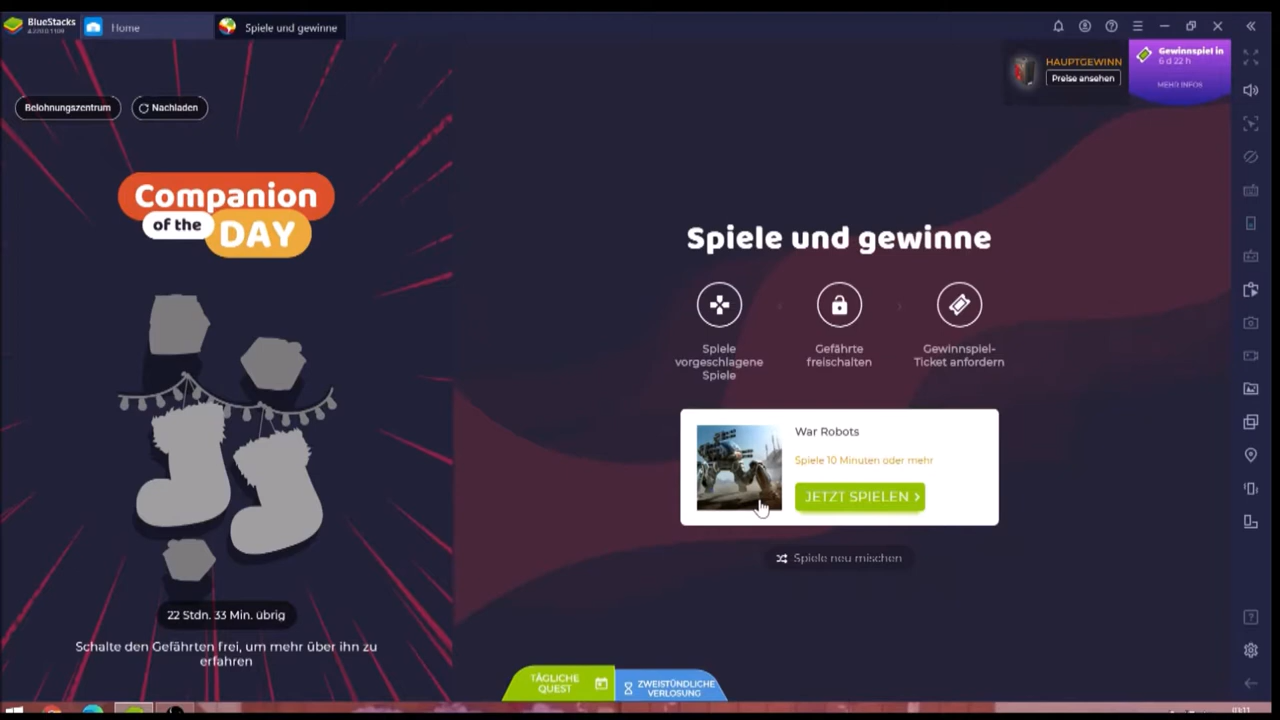 BlueStacks
Home
Spiele und gewinne
HAUPTGEWINN
Preise ansehen
Gewinnspiel in
6 d 22 h
MEHR INFOS
Belohnungszentrum
Nachladen
Companion
of the
DAY
Spiele und gewinne
Spiele
vorgeschlagene
Spiele
Gefährte
freischalten
Gewinnspiel-
Ticket anfordern
War Robots
Spiele 10 Minuten oder mehr
JETZT SPIELEN
Spiele neu mischen
22 Stdn. 33 Min. übrig
Schalte den Gefährten frei, um mehr über ihn zu
erfahren
TÄGLICHE
QUEST
ZWEISTÜNDLICHE
VERLOSUNG